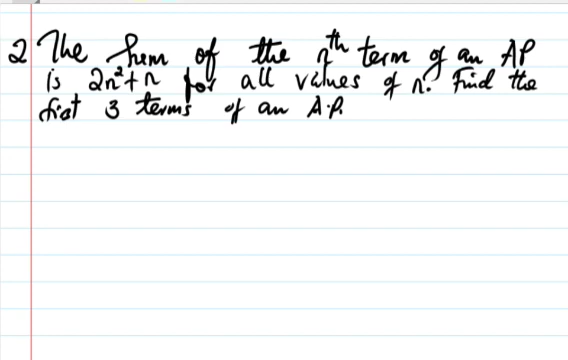 2 The Sum of the nth term of an AP
is 2n²+n for all values of n. Find the
first 3 terms of an A.P.